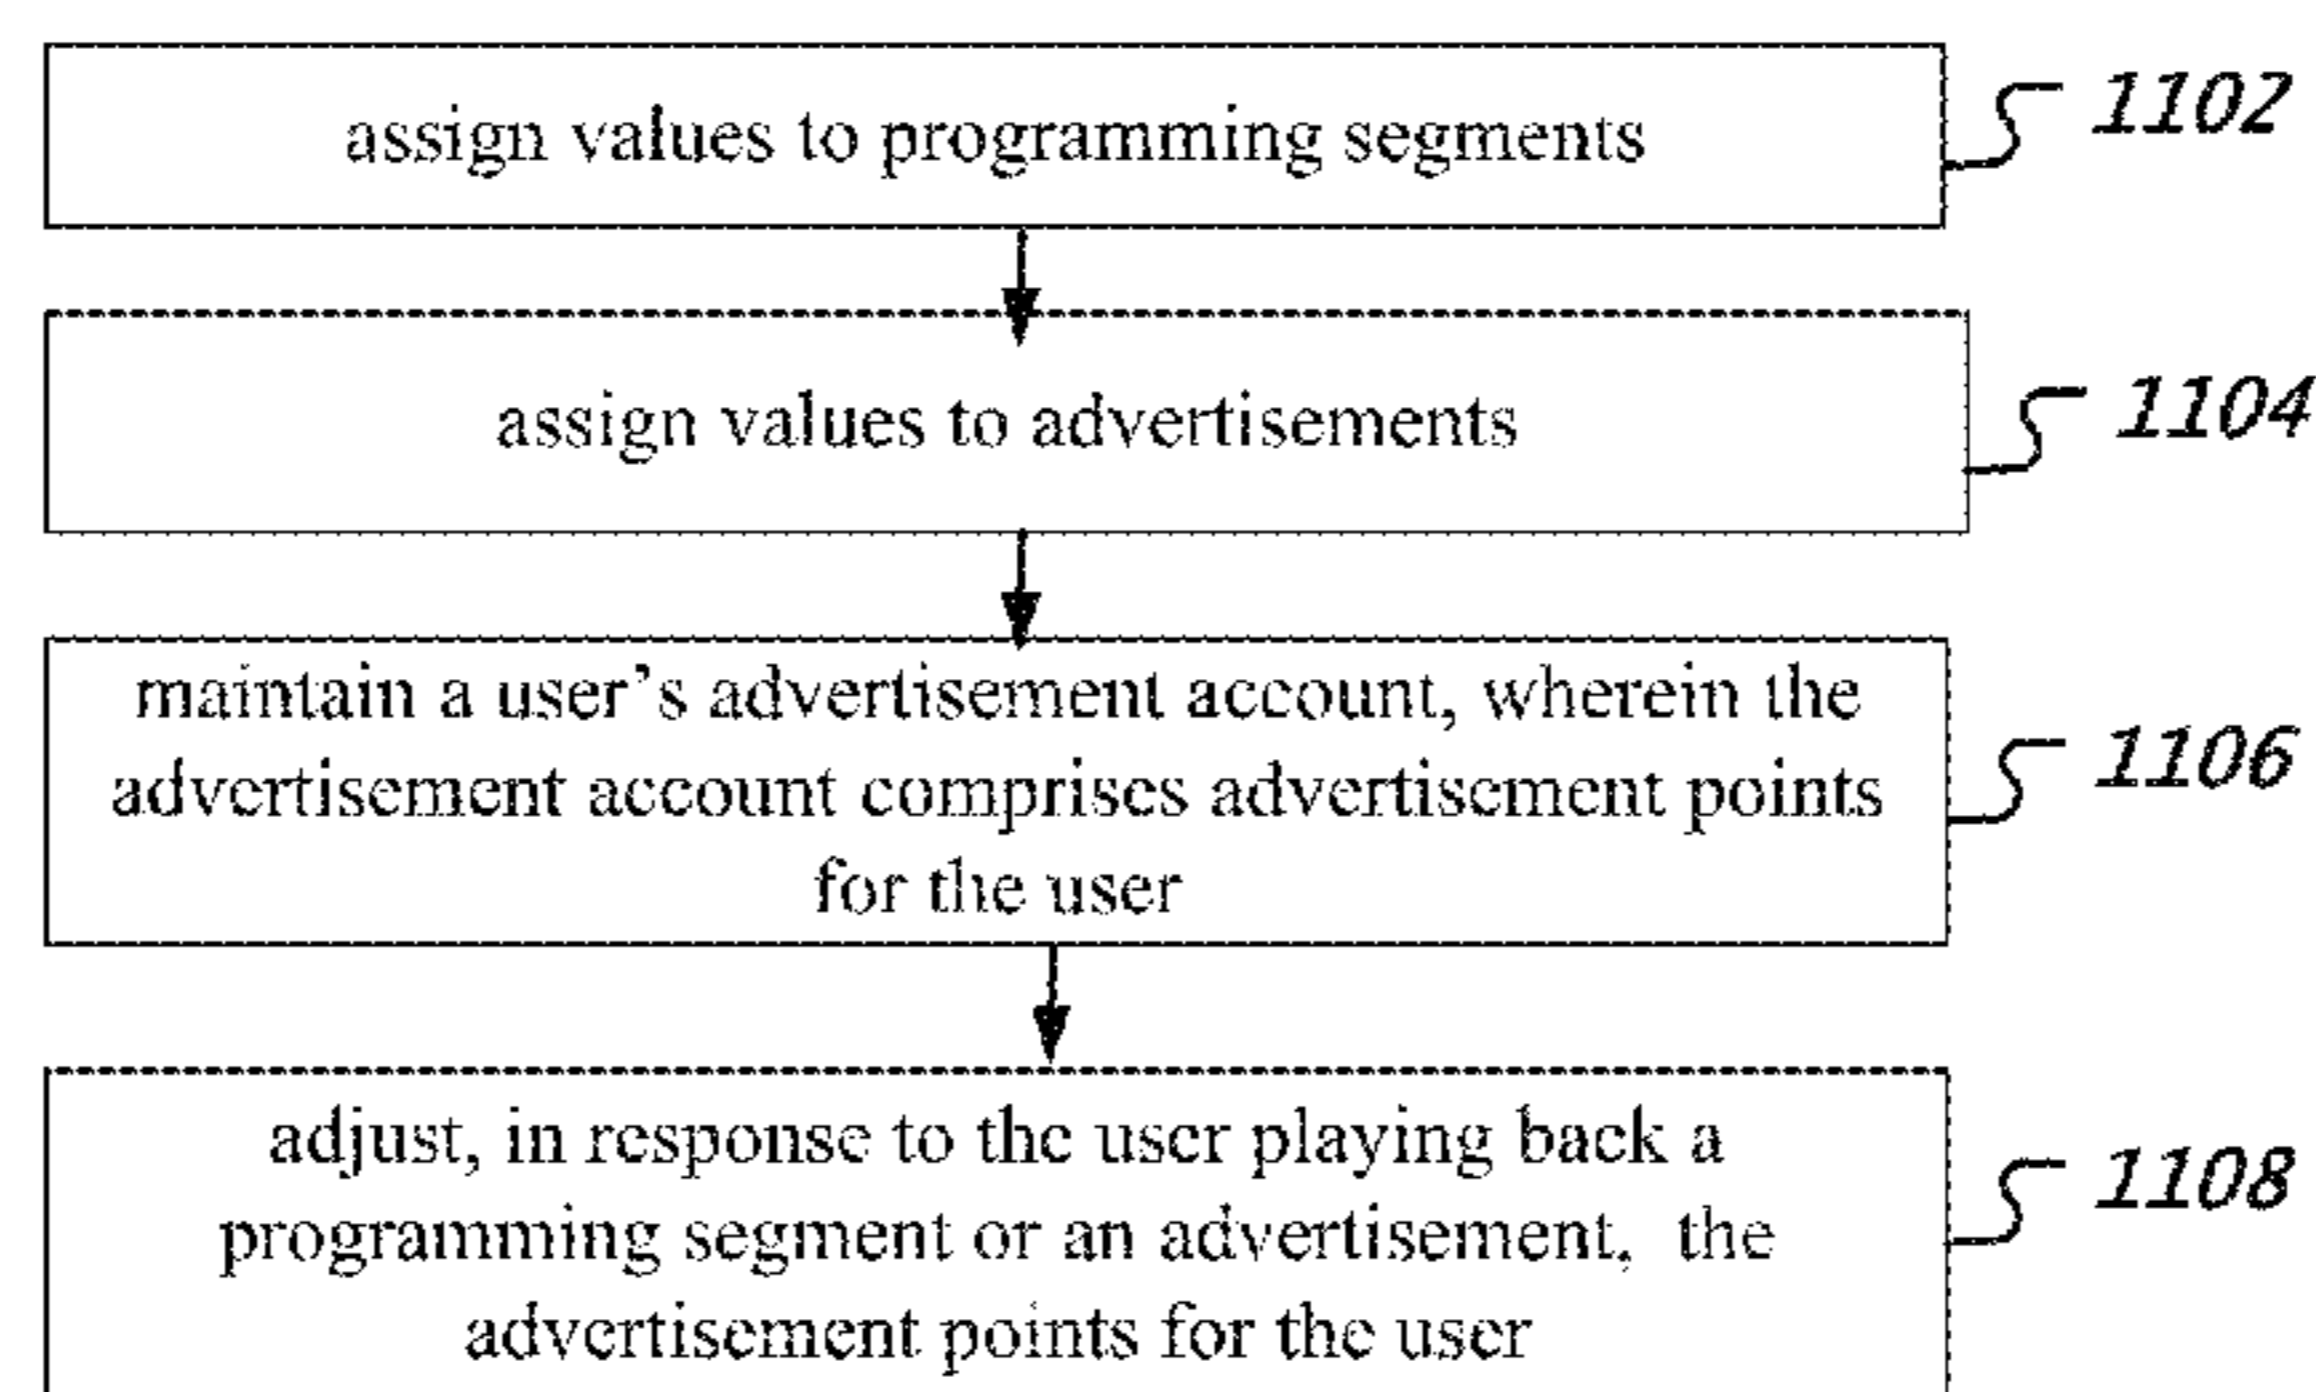 assign values to programming segments
1102
assign values to advertisements
1104
maintain a user's advertisement account, wherein the
advertisement account comprises advertisement points
for the user
1106
adjust, in response to the user playing back a
programming segment or an advertisement, the
advertisement points for the user
1108